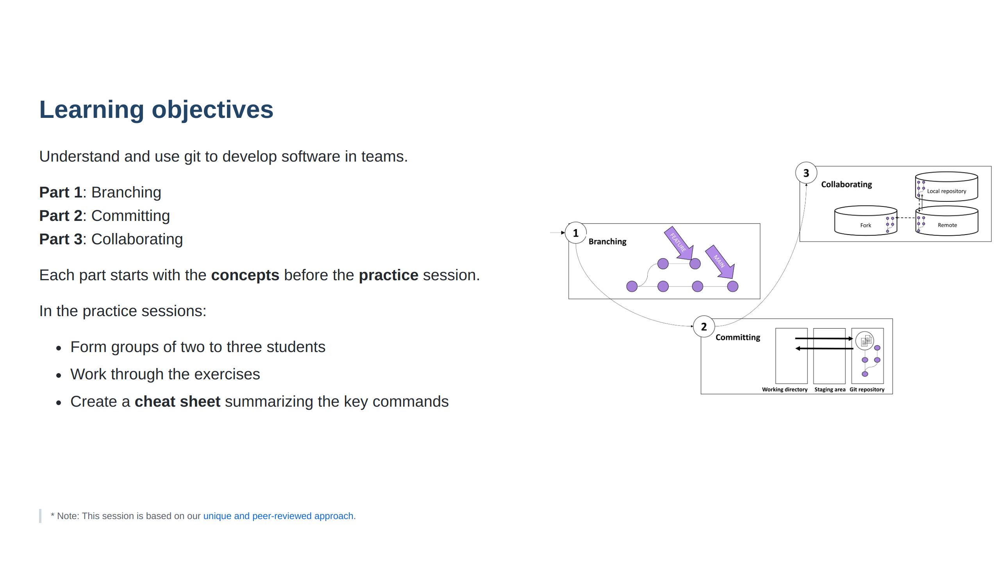 Learning objectives
Understand and use git to develop software in teams.
Part 1: Branching
Part 2: Committing
Part 3: Collaborating
Each part starts with the concepts before the practice session.
In the practice sessions:
• Form groups of two to three students
• Work through the exercises
• Create a cheat sheet summarizing the key commands
* Note: This session is based on our unique and peer-reviewed approach.
1
Branching
FEATURE
MAIN
2
Committing
Working directory
Staging area
Git repository
3
Collaborating
Local repository
Fork
Remote